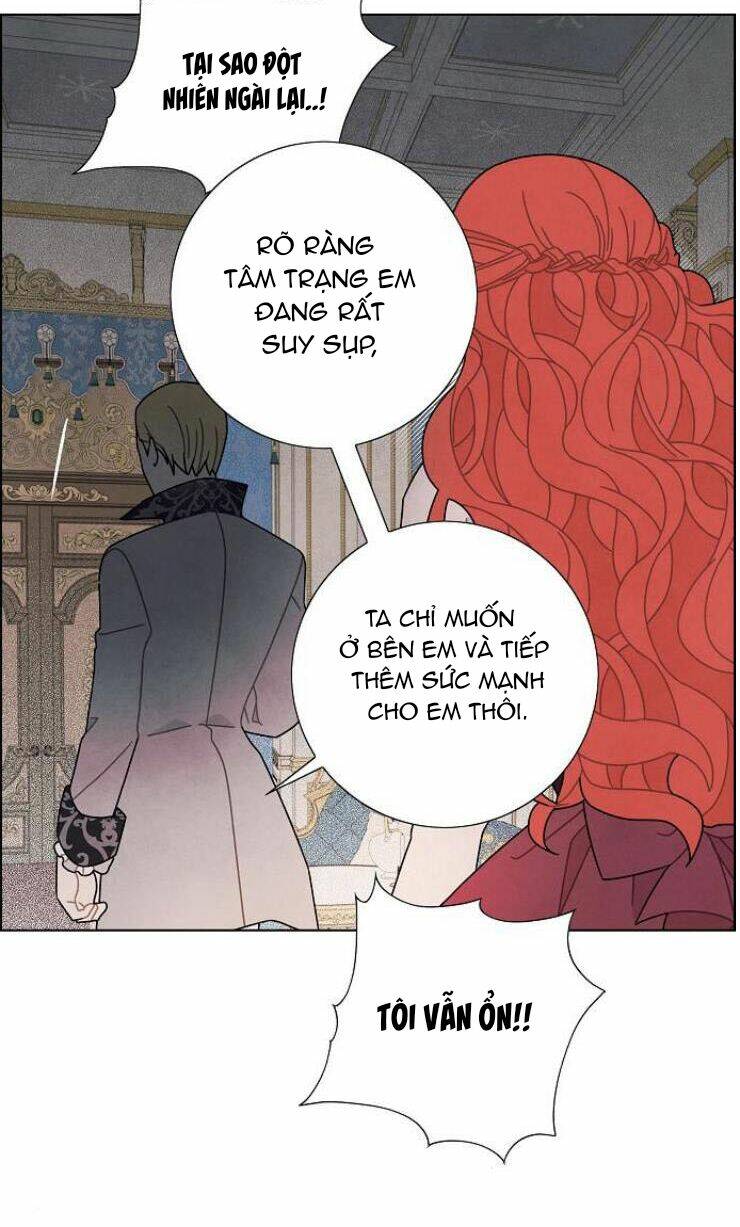 TẠI SAO ĐỘT
NHIÊN NGÀI LẠI..!
RÕ RÀNG
TÂM TRẠNG EM
ĐANG RẤT
SUY SỤP,
TA CHỈ MUỐN
Ở BÊN EM VÀ TIẾP
THÊM SỨC MẠNH
CHO EM THÔI.
TÔI VẪN ỔN!!